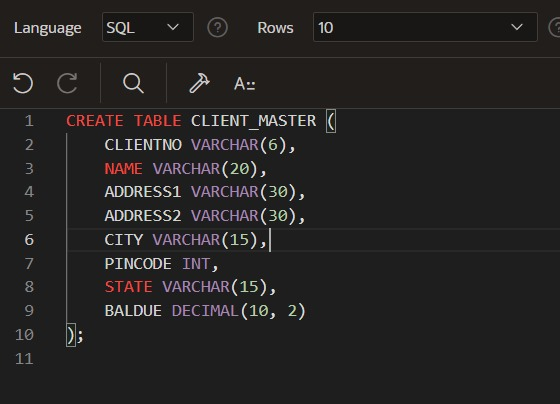 Language SQL ? Rows 10 ?
A::
1 CREATE TABLE CLIENT_MASTER (
2     CLIENTNO VARCHAR(6),
3     NAME VARCHAR(20),
4     ADDRESS1 VARCHAR(30),
5     ADDRESS2 VARCHAR(30),
6     CITY VARCHAR(15),
7     PINCODE INT,
8     STATE VARCHAR(15),
9     BALDUE DECIMAL(10, 2)
10 );
11